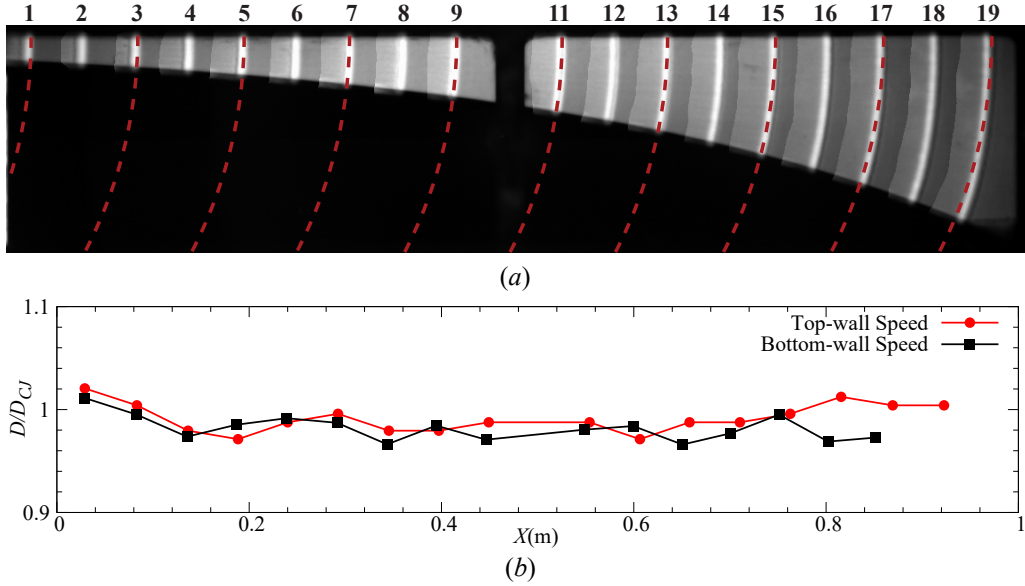 1 2 3 4 5 6 7 8 9 11 12 13 14 15 16 17 18 19
(a)
1.1
Top-wall Speed
Bottom-wall Speed
D/D_CJ
1
0.9
0 0.2 0.4 0.6 0.8 1
X(m)
(b)